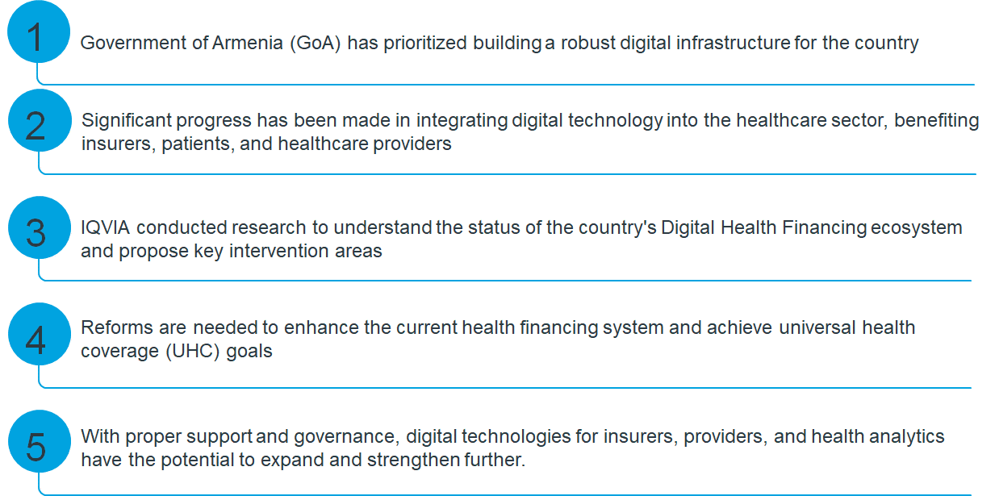 1
Government of Armenia (GoA) has prioritized building a robust digital infrastructure for the country
2
Significant progress has been made in integrating digital technology into the healthcare sector, benefiting
insurers, patients, and healthcare providers
3
IQVIA conducted research to understand the status of the country's Digital Health Financing ecosystem
and propose key intervention areas
4
Reforms are needed to enhance the current health financing system and achieve universal health
coverage (UHC) goals
5
With proper support and governance, digital technologies for insurers, providers, and health analytics
have the potential to expand and strengthen further.